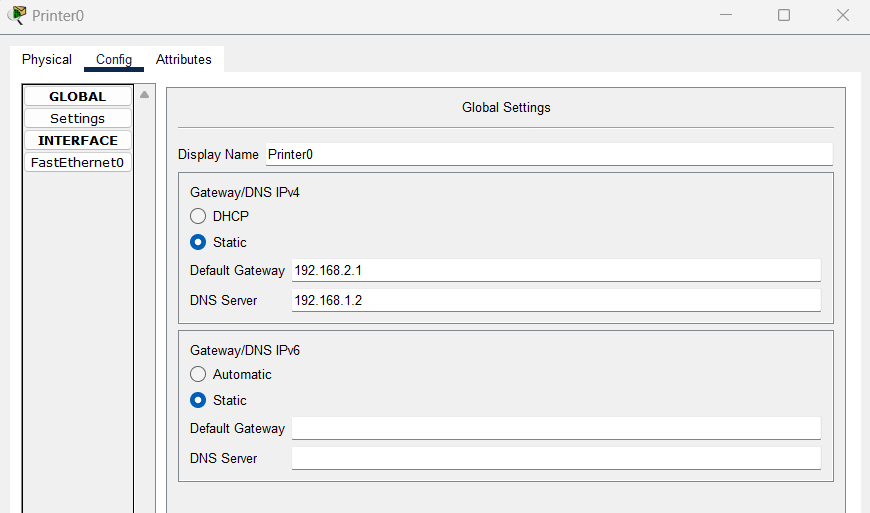 Printer0
Physical Config Attributes
GLOBAL
Settings
INTERFACE
FastEthernet0
Global Settings
Display Name Printer0
Gateway/DNS IPv4
DHCP
Static
Default Gateway 192.168.2.1
DNS Server 192.168.1.2
Gateway/DNS IPv6
Automatic
Static
Default Gateway
DNS Server